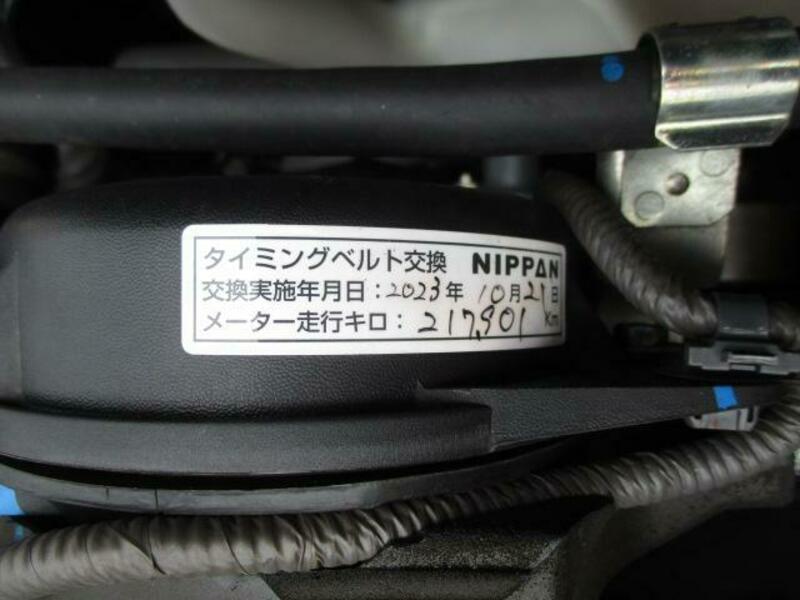 タイミングベルト交換 NIPPAN
交換実施年月日:2023年 10月21日
メーター走行キロ: 217,901 Km